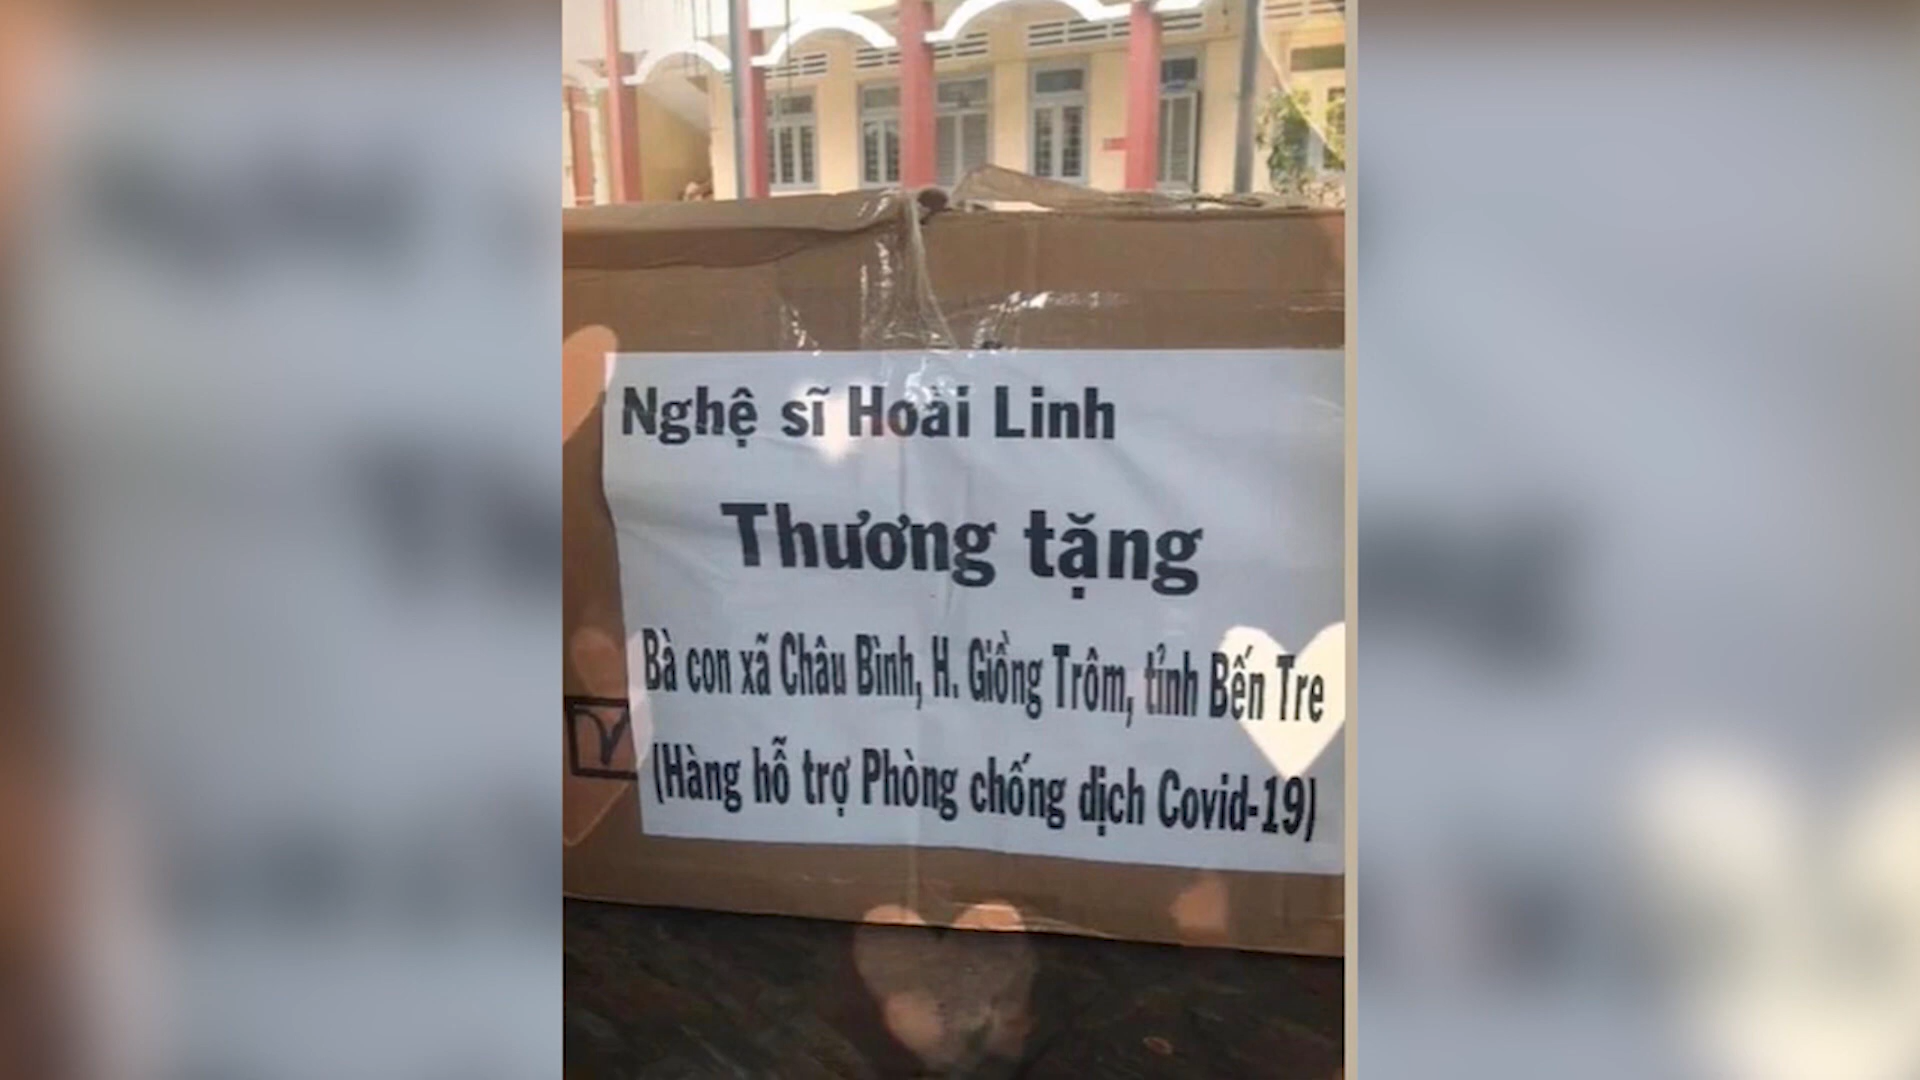 Nghệ sĩ Hoài Linh
Thương tặng
Bà con xã Châu Bình, H. Giồng Trôm, tỉnh Bến Tre
(Hàng hỗ trợ Phòng chống dịch Covid-19)